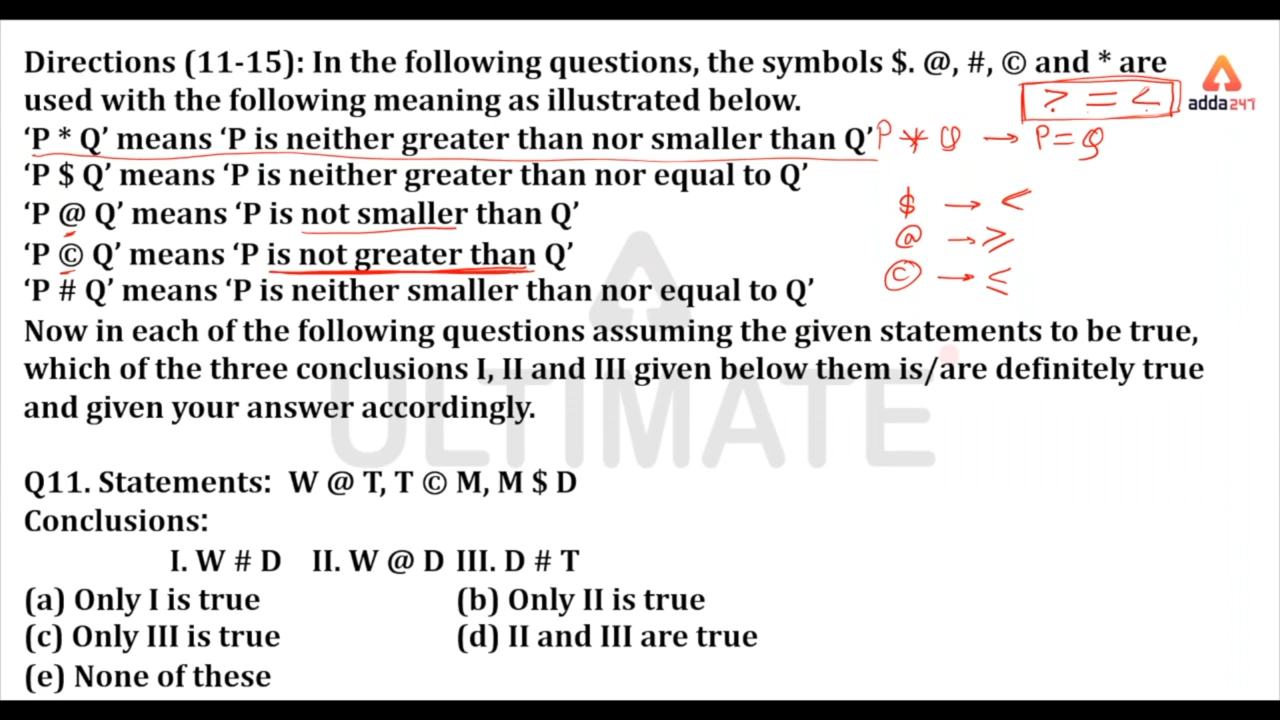 Directions (11-15): In the following questions, the symbols $. @, #, © and * are
used with the following meaning as illustrated below.
> = <
adda247
‘P * Q’ means ‘P is neither greater than nor smaller than Q’ P * Q → P = Q
‘P $ Q’ means ‘P is neither greater than nor equal to Q’
$ → <
‘P @ Q’ means ‘P is not smaller than Q’
@ → ≥
‘P © Q’ means ‘P is not greater than Q’
© → ≤
‘P # Q’ means ‘P is neither smaller than nor equal to Q’
Now in each of the following questions assuming the given statements to be true,
which of the three conclusions I, II and III given below them is/are definitely true
and given your answer accordingly.
ULTIMATE
Q11. Statements: W @ T, T © M, M $ D
Conclusions:
I. W # D II. W @ D III. D # T
(a) Only I is true (b) Only II is true
(c) Only III is true (d) II and III are true
(e) None of these